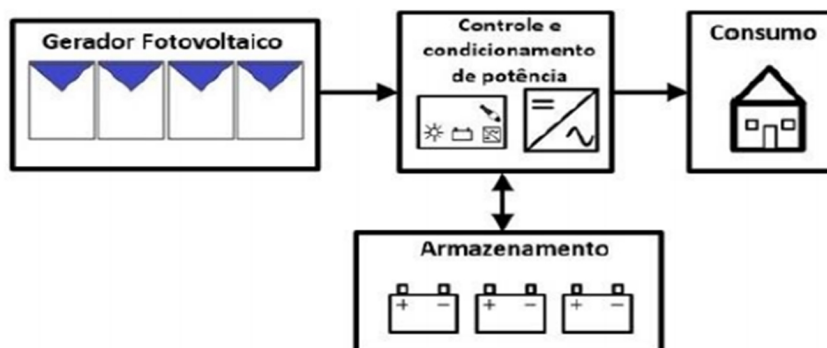 Gerador Fotovoltaico
Controle e
condicionamento
de potência
Consumo
Armazenamento
+ − + − + −